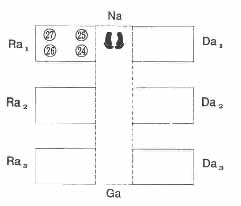 Na
Ra₁ ㉗ ㉕ Da₁
㉖ ㉔
Ra₂ Da₂
Ra₃ Da₃
Ga